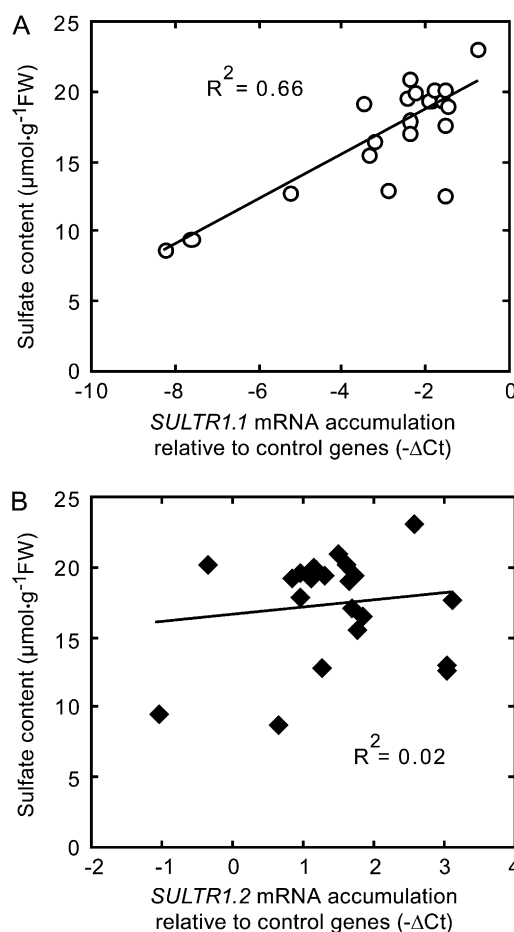 A
25
20
15
10
5
0
Sulfate content (µmol·g⁻¹FW)
R² = 0.66
-10 -8 -6 -4 -2 0
SULTR1.1 mRNA accumulation
relative to control genes (-ΔCt)
B
25
20
15
10
5
0
Sulfate content (µmol·g⁻¹FW)
R² = 0.02
-2 -1 0 1 2 3 4
SULTR1.2 mRNA accumulation
relative to control genes (-ΔCt)